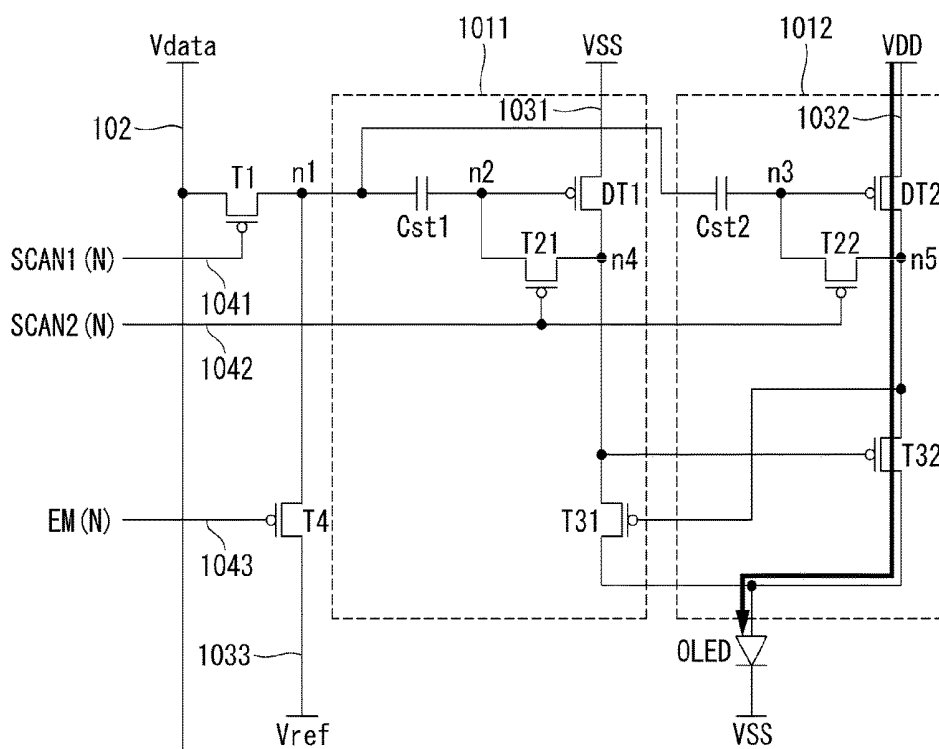 1011
1012
Vdata
VSS
VDD
102
1031
1032
T1
n1
n2
n3
DT1
DT2
Cst1
Cst2
T21
T22
n4
n5
SCAN1(N)
1041
SCAN2(N)
1042
T32
EM(N)
T4
T31
1043
1033
OLED
Vref
VSS